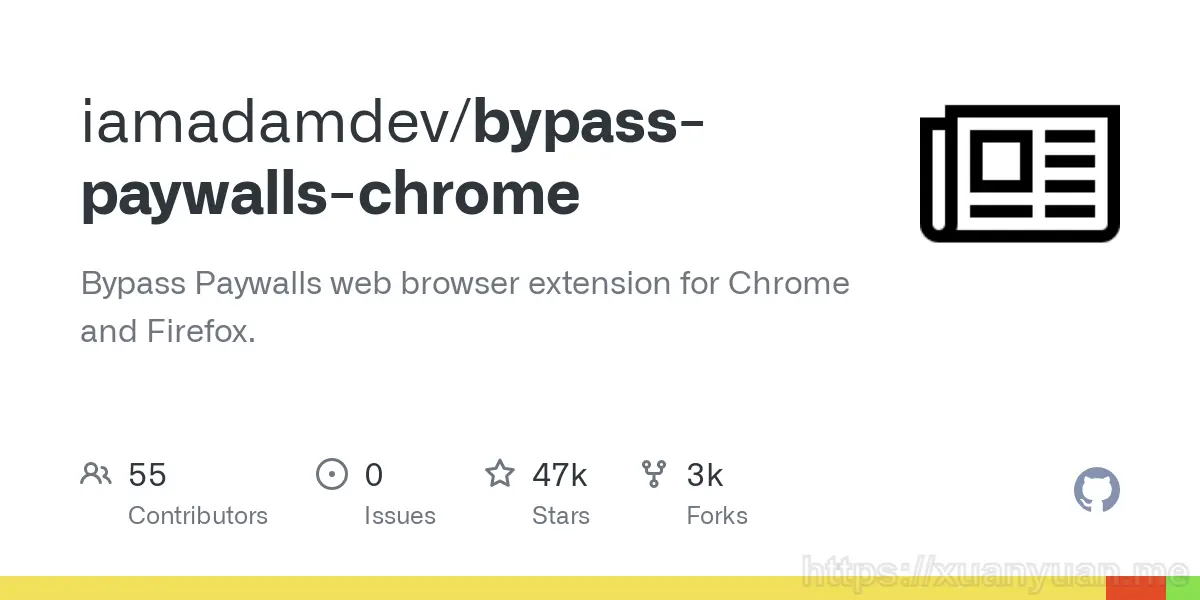 iamadamdev/bypass-
paywalls-chrome
Bypass Paywalls web browser extension for Chrome
and Firefox.
55
Contributors
0
Issues
47k
Stars
3k
Forks
https://xuanyuan.me